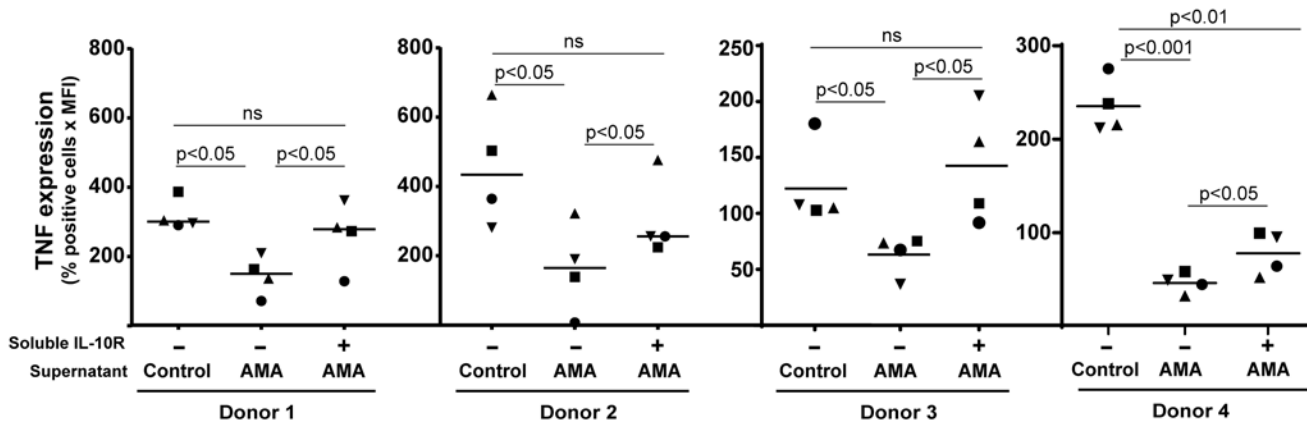 TNF expression
(% positive cells x MFI)
800
600
400
200
ns
p<0.05
p<0.05
800
600
400
200
ns
p<0.05
p<0.05
250
200
150
100
50
ns
p<0.05
p<0.05
300
200
100
p<0.01
p<0.001
p<0.05
Soluble IL-10R − − + − − + − − + − − +
Supernatant Control AMA AMA Control AMA AMA Control AMA AMA Control AMA AMA
Donor 1 Donor 2 Donor 3 Donor 4